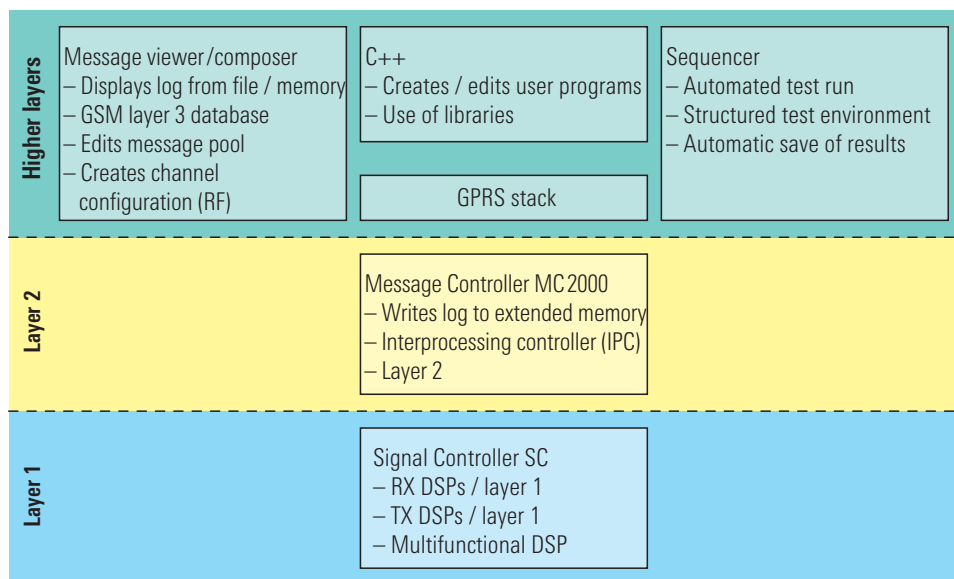 Higher layers
Message viewer/composer
– Displays log from file / memory
– GSM layer 3 database
– Edits message pool
– Creates channel
configuration (RF)
C++
– Creates / edits user programs
– Use of libraries
GPRS stack
Sequencer
– Automated test run
– Structured test environment
– Automatic save of results
Layer 2
Message Controller MC2000
– Writes log to extended memory
– Interprocessing controller (IPC)
– Layer 2
Layer 1
Signal Controller SC
– RX DSPs / layer 1
– TX DSPs / layer 1
– Multifunctional DSP